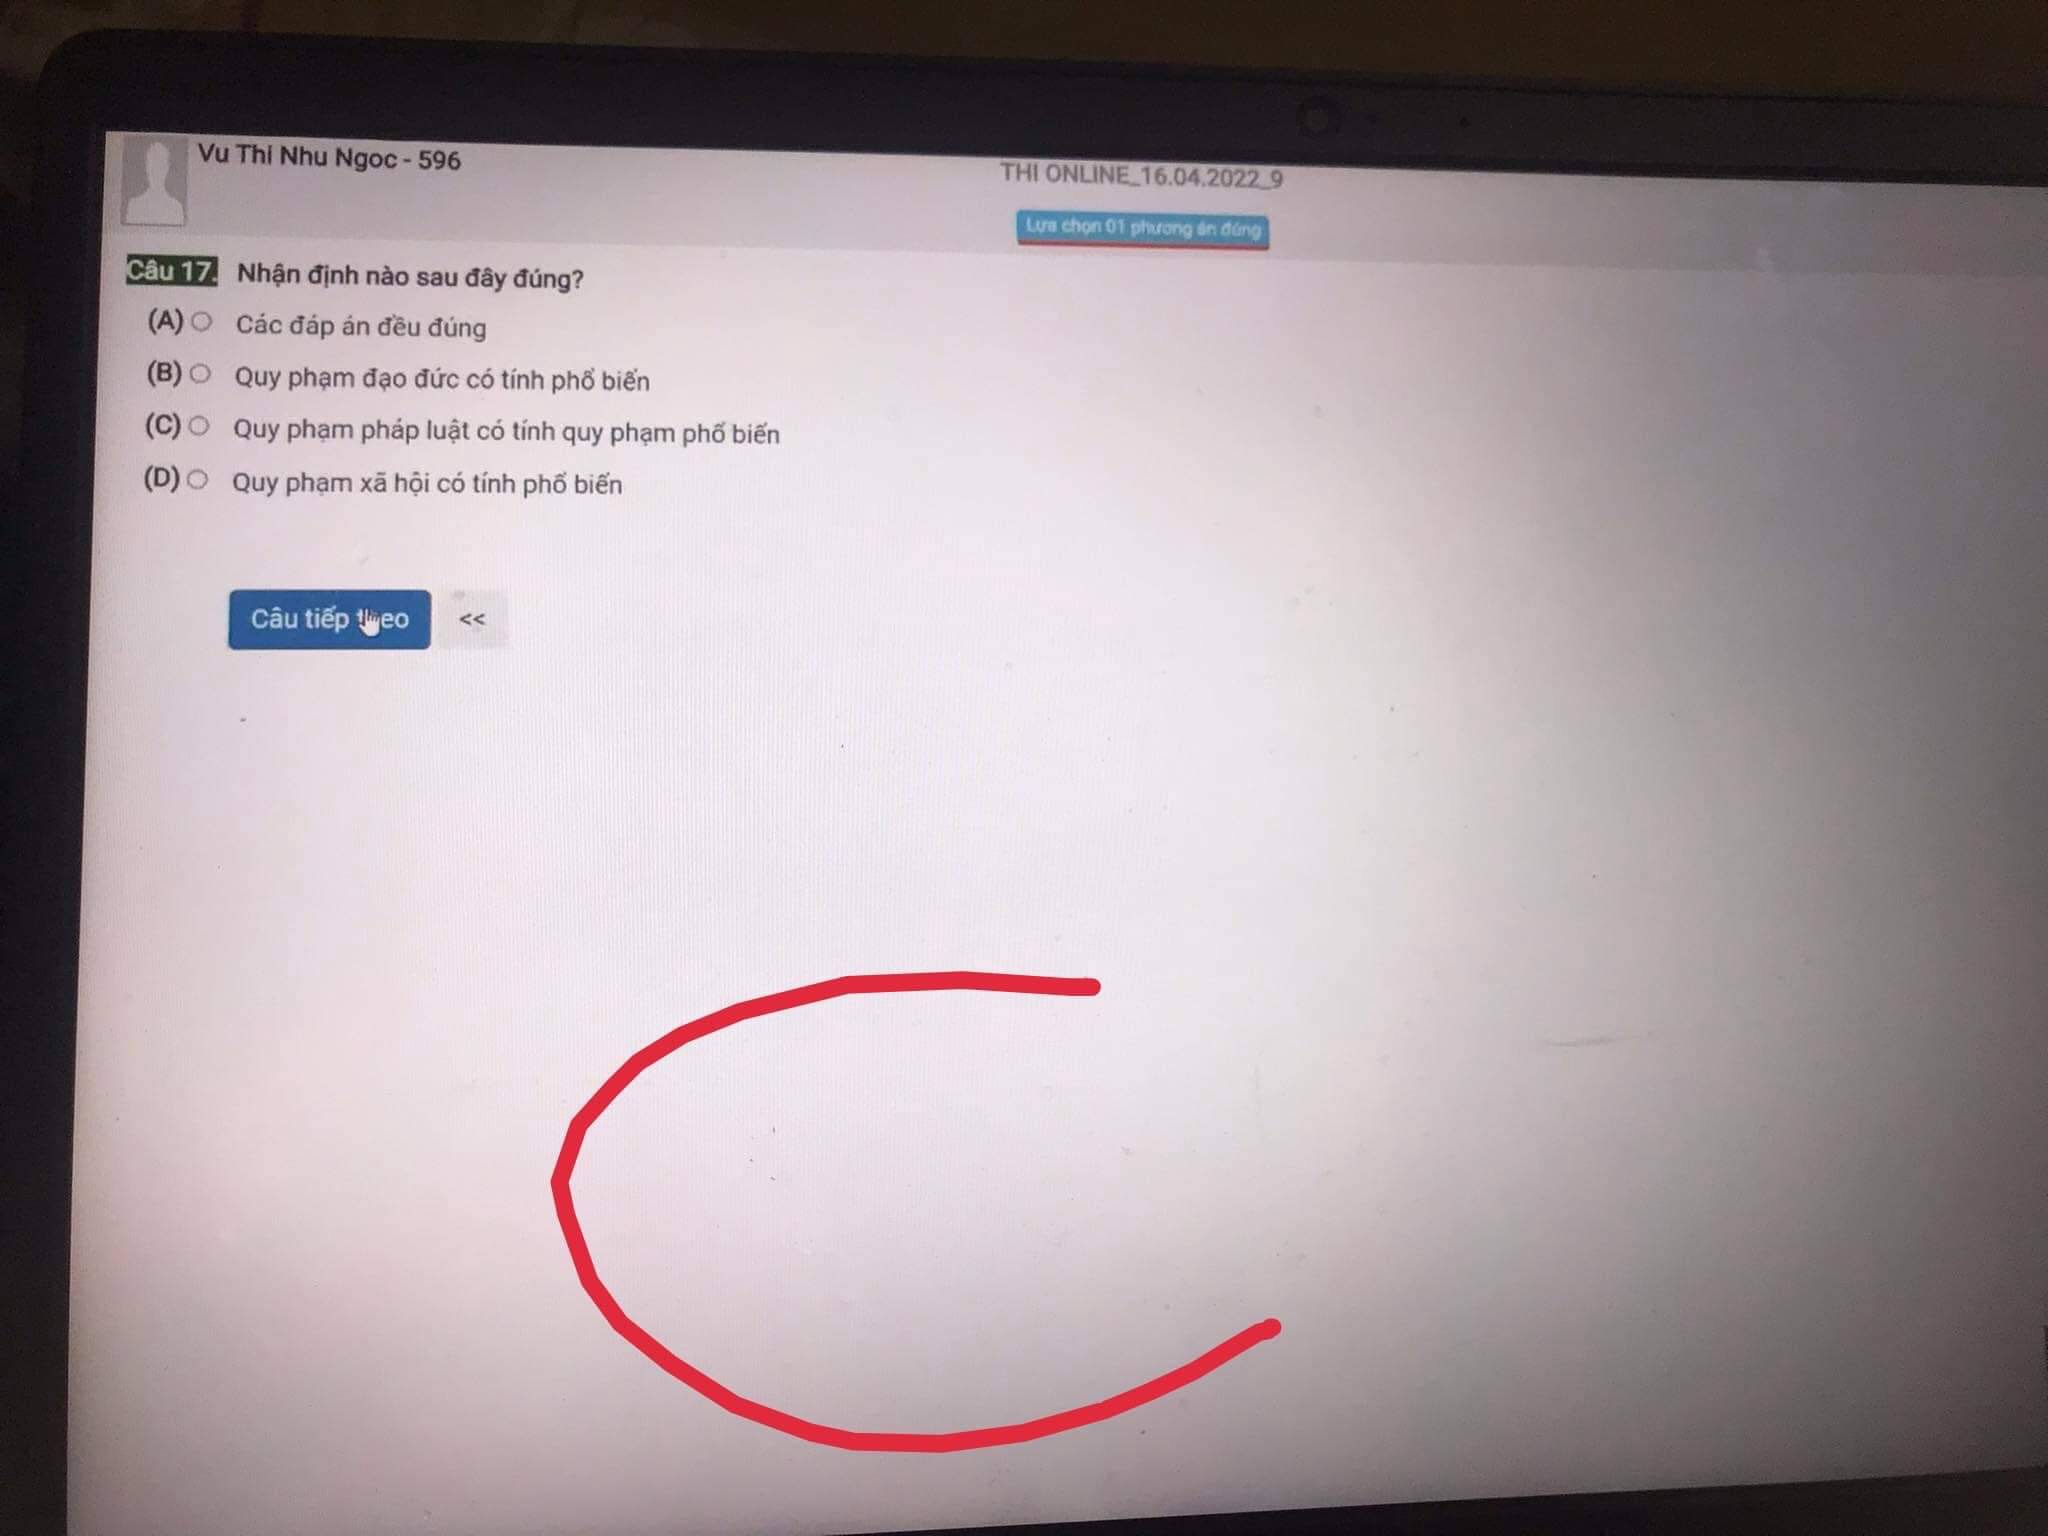 Vu Thi Nhu Ngoc - 596
THI ONLINE_16.04.2022_9
Lựa chọn 01 phương án đúng
Câu 17. Nhận định nào sau đây đúng?
(A) Các đáp án đều đúng
(B) Quy phạm đạo đức có tính phổ biến
(C) Quy phạm pháp luật có tính quy phạm phổ biến
(D) Quy phạm xã hội có tính phổ biến
Câu tiếp theo <<